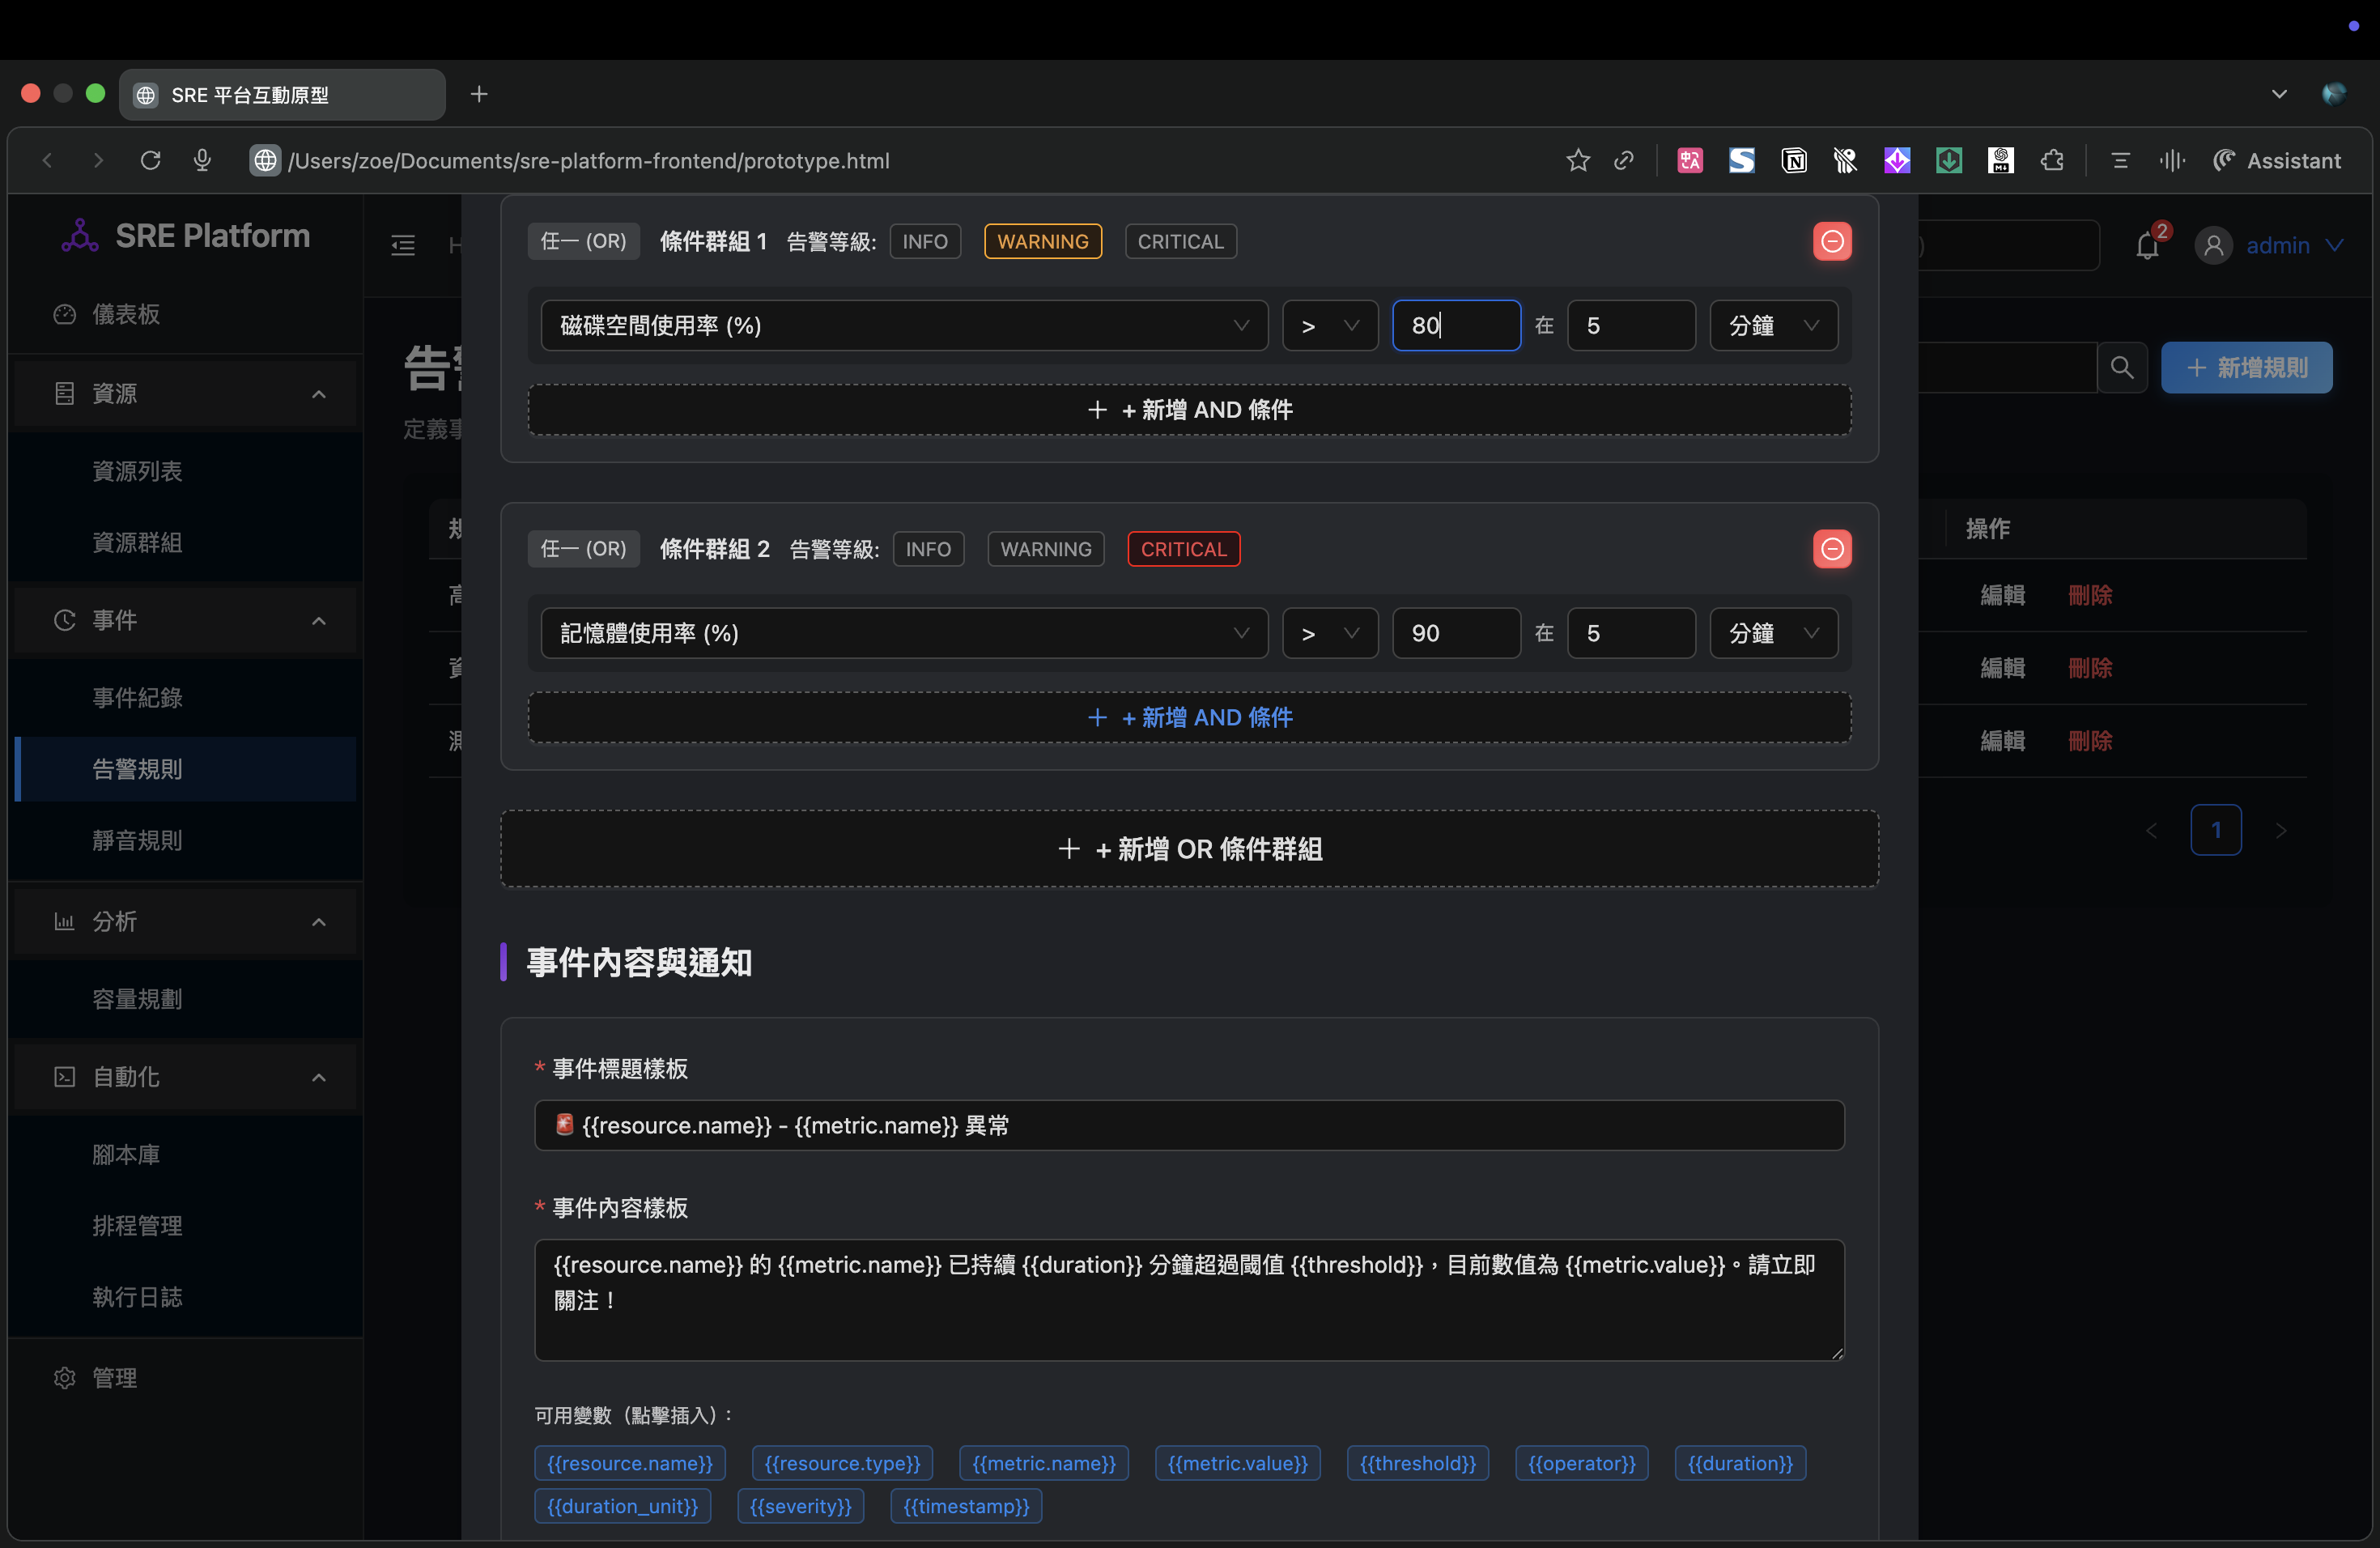 SRE 平台互動原型
/Users/zoe/Documents/sre-platform-frontend/prototype.html
Assistant
SRE Platform
儀表板
資源
資源列表
資源群組
事件
事件紀錄
告警規則
靜音規則
分析
容量規劃
自動化
腳本庫
排程管理
執行日誌
管理
2
admin
告
定義
新增規則
操作
編輯 刪除
編輯 刪除
編輯 刪除
1
任一 (OR) 條件群組 1 告警等級: INFO WARNING CRITICAL
磁碟空間使用率 (%) > 80 在 5 分鐘
+ 新增 AND 條件
任一 (OR) 條件群組 2 告警等級: INFO WARNING CRITICAL
記憶體使用率 (%) > 90 在 5 分鐘
+ 新增 AND 條件
+ 新增 OR 條件群組
事件內容與通知
* 事件標題樣板
🚨 {{resource.name}} - {{metric.name}} 異常
* 事件內容樣板
{{resource.name}} 的 {{metric.name}} 已持續 {{duration}} 分鐘超過閾值 {{threshold}}，目前數值為 {{metric.value}}。請立即
關注！
可用變數（點擊插入）：
{{resource.name}} {{resource.type}} {{metric.name}} {{metric.value}} {{threshold}} {{operator}} {{duration}}
{{duration_unit}} {{severity}} {{timestamp}}